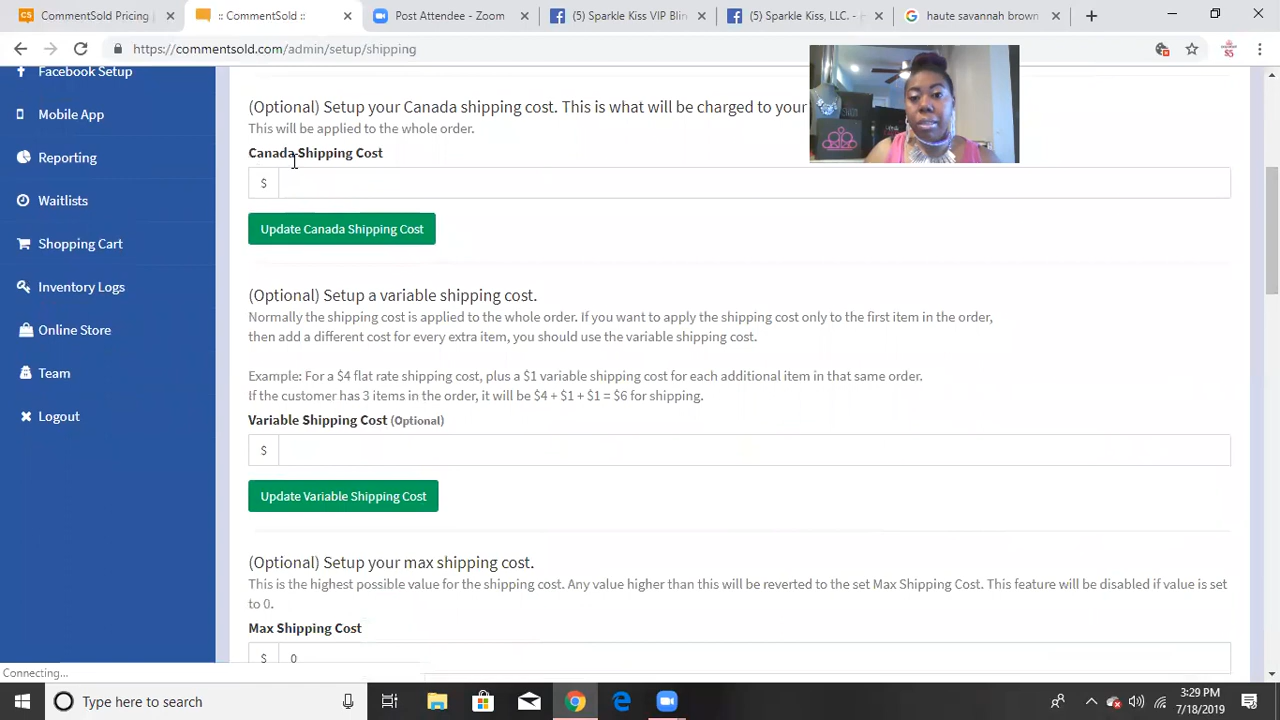 CommentSold Pricing |
:: CommentSold ::
Post Attendee - Zoom
(5) Sparkle Kiss VIP Blin
(5) Sparkle Kiss, LLC. -
haute savannah brown
https://commentsold.com/admin/setup/shipping
Facebook Setup
Mobile App
Reporting
Waitlists
Shopping Cart
Inventory Logs
Online Store
Team
Logout
(Optional) Setup your Canada shipping cost. This is what will be charged to your
This will be applied to the whole order.
Canada Shipping Cost
$
Update Canada Shipping Cost
(Optional) Setup a variable shipping cost.
Normally the shipping cost is applied to the whole order. If you want to apply the shipping cost only to the first item in the order,
then add a different cost for every extra item, you should use the variable shipping cost.
Example: For a $4 flat rate shipping cost, plus a $1 variable shipping cost for each additional item in that same order.
If the customer has 3 items in the order, it will be $4 + $1 + $1 = $6 for shipping.
Variable Shipping Cost (Optional)
$
Update Variable Shipping Cost
(Optional) Setup your max shipping cost.
This is the highest possible value for the shipping cost. Any value higher than this will be reverted to the set Max Shipping Cost. This feature will be disabled if value is set
to 0.
Max Shipping Cost
$ 0
Connecting...
Type here to search
3:29 PM
7/18/2019